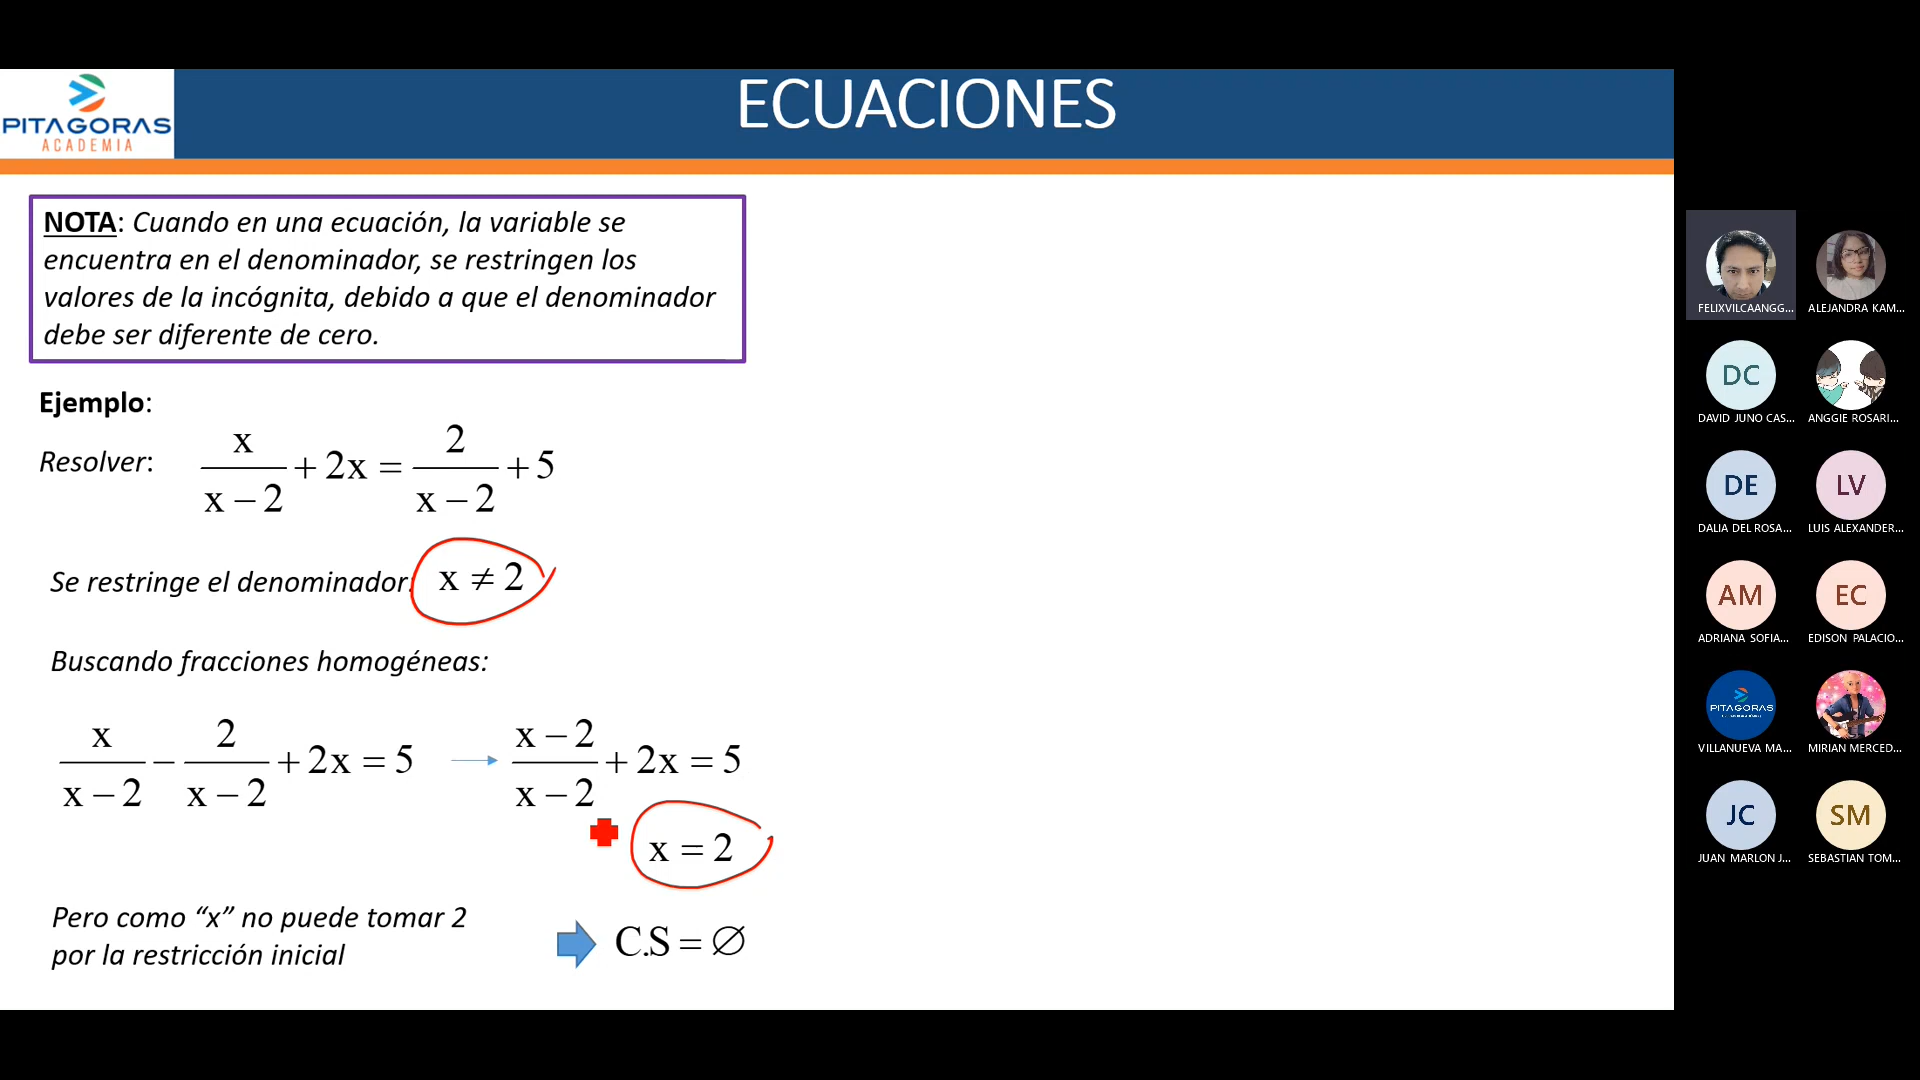 PITAGORAS
ACADEMIA
ECUACIONES
NOTA: Cuando en una ecuación, la variable se
encuentra en el denominador, se restringen los
valores de la incógnita, debido a que el denominador
debe ser diferente de cero.
Ejemplo:
Resolver: x/(x − 2) + 2x = 2/(x − 2) + 5
Se restringe el denominador: x ≠ 2
Buscando fracciones homogéneas:
x/(x − 2) − 2/(x − 2) + 2x = 5 → (x − 2)/(x − 2) + 2x = 5
x = 2
Pero como “x” no puede tomar 2
por la restricción inicial
C.S = ∅
FELIXVILCAANGG...
ALEJANDRA KAM...
DC
DAVID JUNO CAS...
ANGGIE ROSARI...
DE
LV
DALIA DEL ROSA...
LUIS ALEXANDER...
AM
EC
ADRIANA SOFIA...
EDISON PALACIO...
PITAGORAS
VILLANUEVA MA...
MIRIAN MERCED...
JC
SM
JUAN MARLON J...
SEBASTIAN TOM...